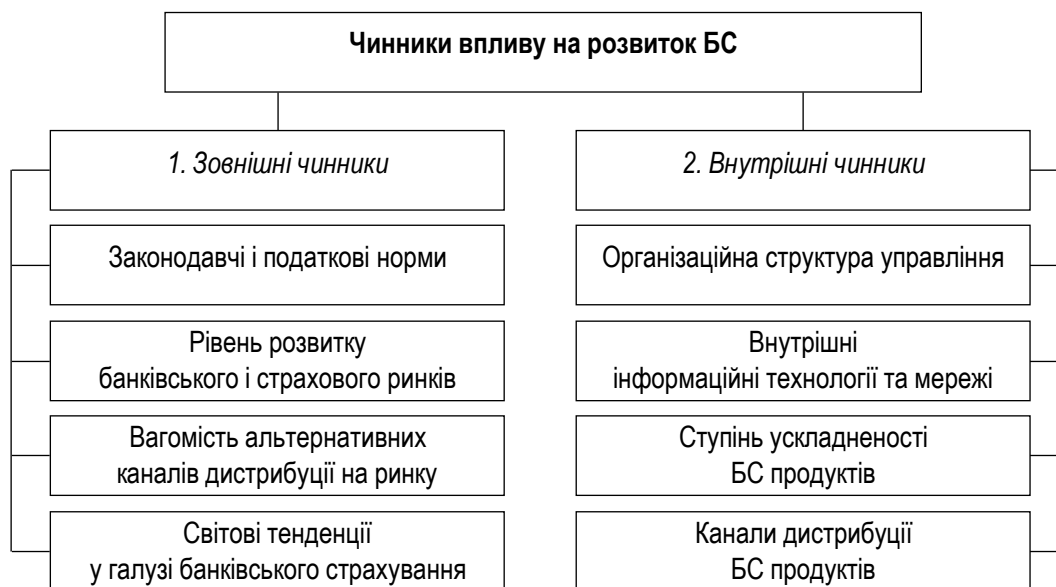 Чинники впливу на розвиток БС
1. Зовнішні чинники
Законодавчі і податкові норми
Рівень розвитку
банківського і страхового ринків
Вагомість альтернативних
каналів дистрибуції на ринку
Світові тенденції
у галузі банківського страхування
2. Внутрішні чинники
Організаційна структура управління
Внутрішні
інформаційні технології та мережі
Ступінь ускладненості
БС продуктів
Канали дистрибуції
БС продуктів